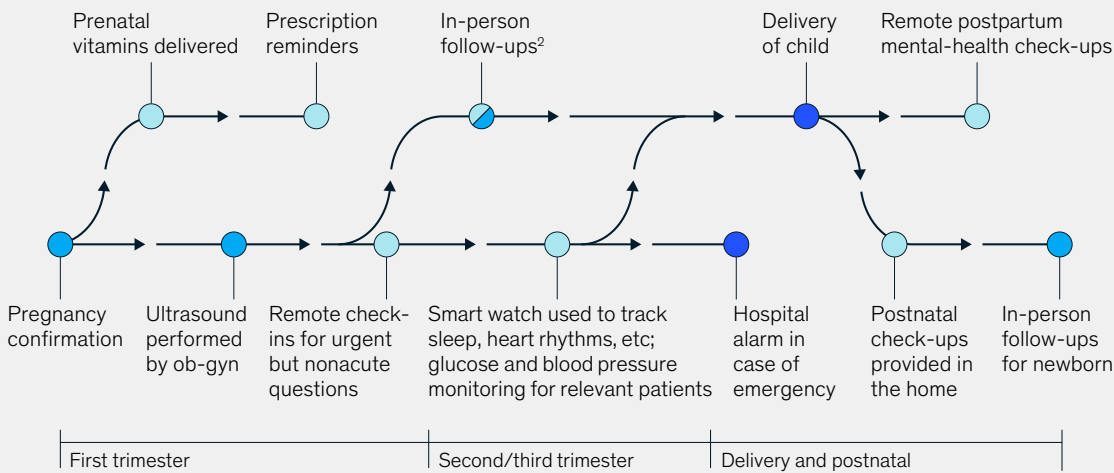 Prenatal
vitamins delivered
Prescription
reminders
In-person
follow-ups²
Delivery
of child
Remote postpartum
mental-health check-ups
Pregnancy
confirmation
Ultrasound
performed
by ob-gyn
Remote check-
ins for urgent
but nonacute
questions
Smart watch used to track
sleep, heart rhythms, etc;
glucose and blood pressure
monitoring for relevant patients
Hospital
alarm in
case of
emergency
Postnatal
check-ups
provided in
the home
In-person
follow-ups
for newborn
First trimester
Second/third trimester
Delivery and postnatal